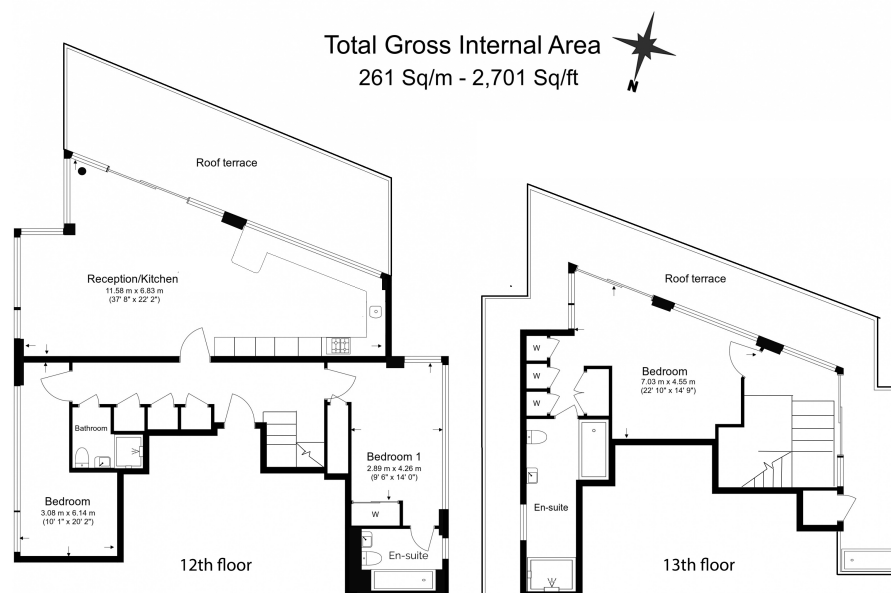 Total Gross Internal Area
261 Sq/m - 2,701 Sq/ft
N
Roof terrace
Reception/Kitchen
11.58 m x 6.83 m
(37' 8" x 22' 2")
Bathroom
Bedroom
3.08 m x 6.14 m
(10' 1" x 20' 2")
Bedroom 1
2.89 m x 4.26 m
(9' 6" x 14' 0")
W
En-suite
12th floor
Roof terrace
W
W
W
Bedroom
7.03 m x 4.55 m
(22' 10" x 14' 9")
En-suite
13th floor